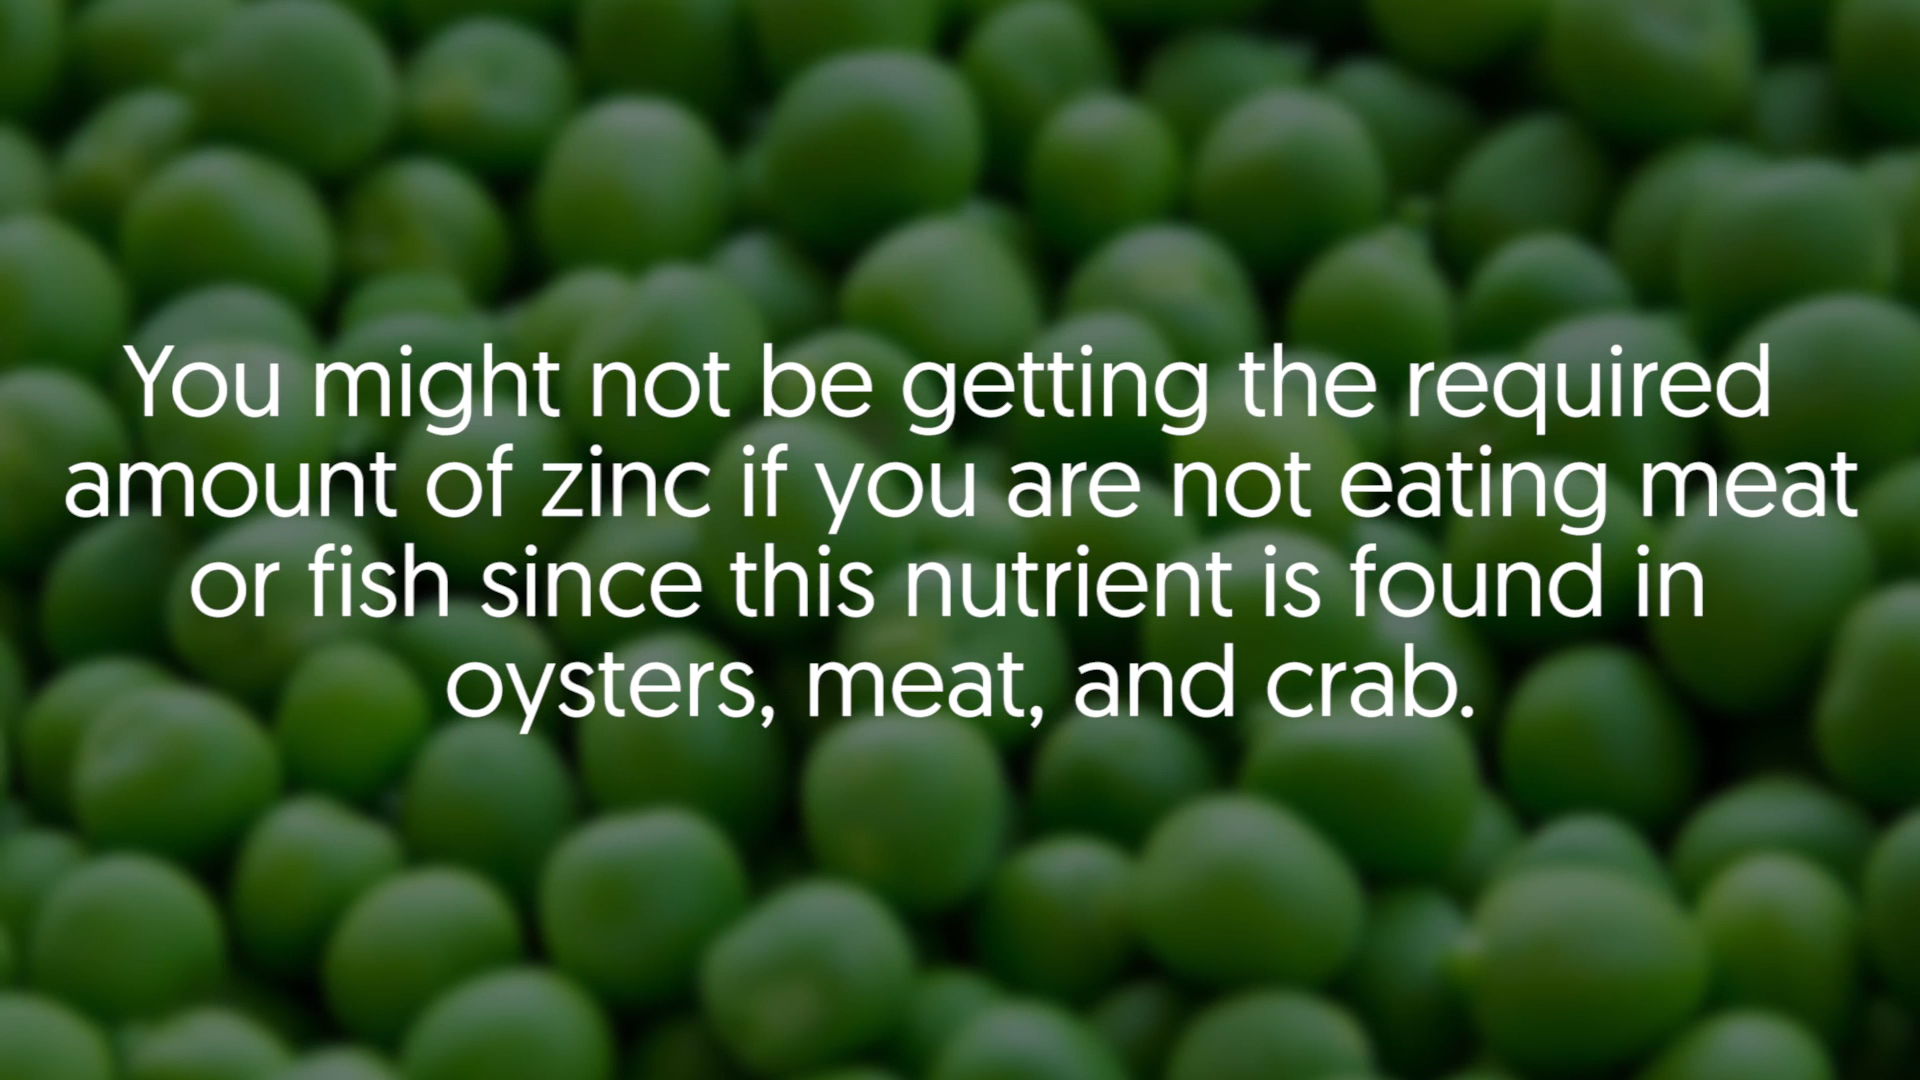 You might not be getting the required
amount of zinc if you are not eating meat
or fish since this nutrient is found in
oysters, meat, and crab.